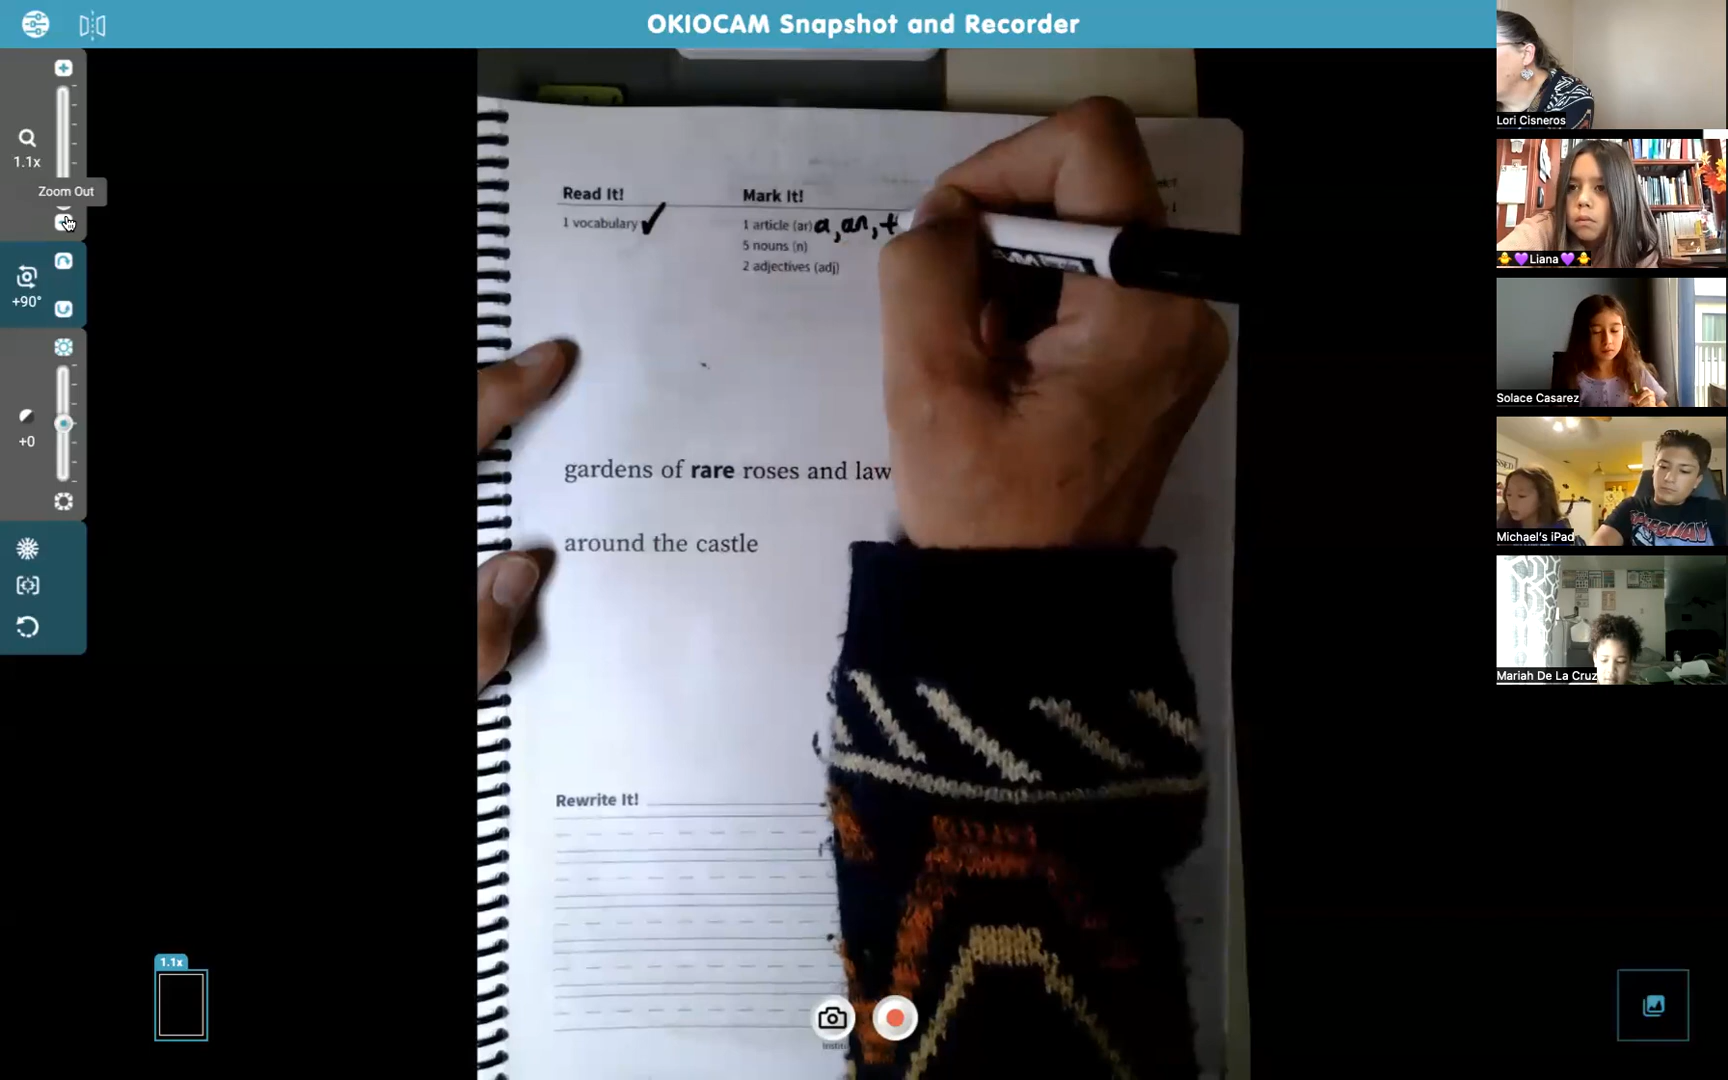 OKIOCAM Snapshot and Recorder
1.1x
Zoom Out
+90°
+0
1.1x
Read It!
1 vocabulary ✓
Mark It!
1 article (ar) a, an, t
5 nouns (n)
2 adjectives (adj)
gardens of rare roses and law
around the castle
Rewrite It!
Lori Cisneros
🐥💜Liana💜🐥
Solace Casarez
Michael's iPad
Mariah De La Cruz